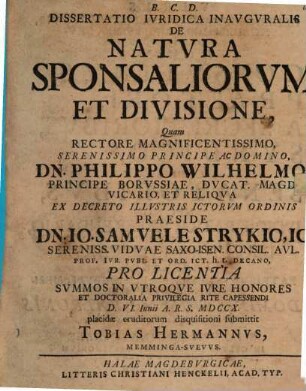 B. C. D.
DISSERTATIO IVRIDICA INAVGVRALIS
DE
NATVRA
SPONSALIORVM
ET DIVISIONE,
Quam
RECTORE MAGNIFICENTISSIMO,
SERENISSIMO PRINCIPE AC DOMINO,
DN. PHILIPPO WILHELMO
PRINCIPE BORVSSIAE, DVCAT. MAGD.
VICARIO, ET RELIQVA
EX DECRETO ILLVSTRIS ICTORVM ORDINIS
PRAESIDE
DN. IO. SAMVELE STRYKIO, IC
SERENISS. VIDVAE SAXO-ISEN. CONSIL. AVL.
PROF. IVR. PVBL. ET ORD. ICT. h. t. DECANO,
PRO LICENTIA
SVMMOS IN VTROQVE IVRE HONORES
ET DOCTORALIA PRIVILEGIA RITE CAPESSENDI
D. VI. Iunii A. R. S. MDCCX
placidae eruditorum disquisitioni submittit
TOBIAS HERMANNVS,
MEMMINGA-SVEVVS.
HALAE MAGDEBVRGICAE,
LITTERIS CHRISTIANI HENCKELII, ACAD. TYP.